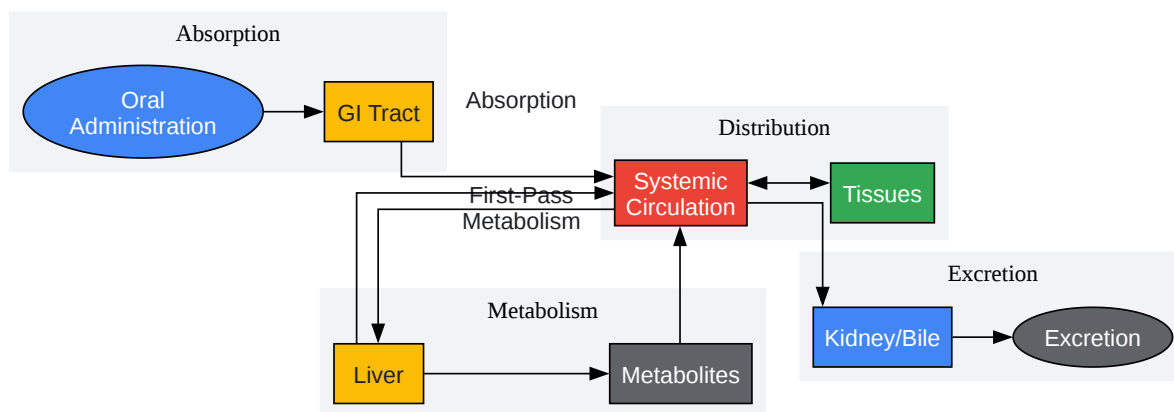 Absorption
Oral
Administration
GI Tract
Absorption
Distribution
Systemic
Circulation
Tissues
First-Pass
Metabolism
Excretion
Metabolism
Kidney/Bile
Excretion
Liver
Metabolites